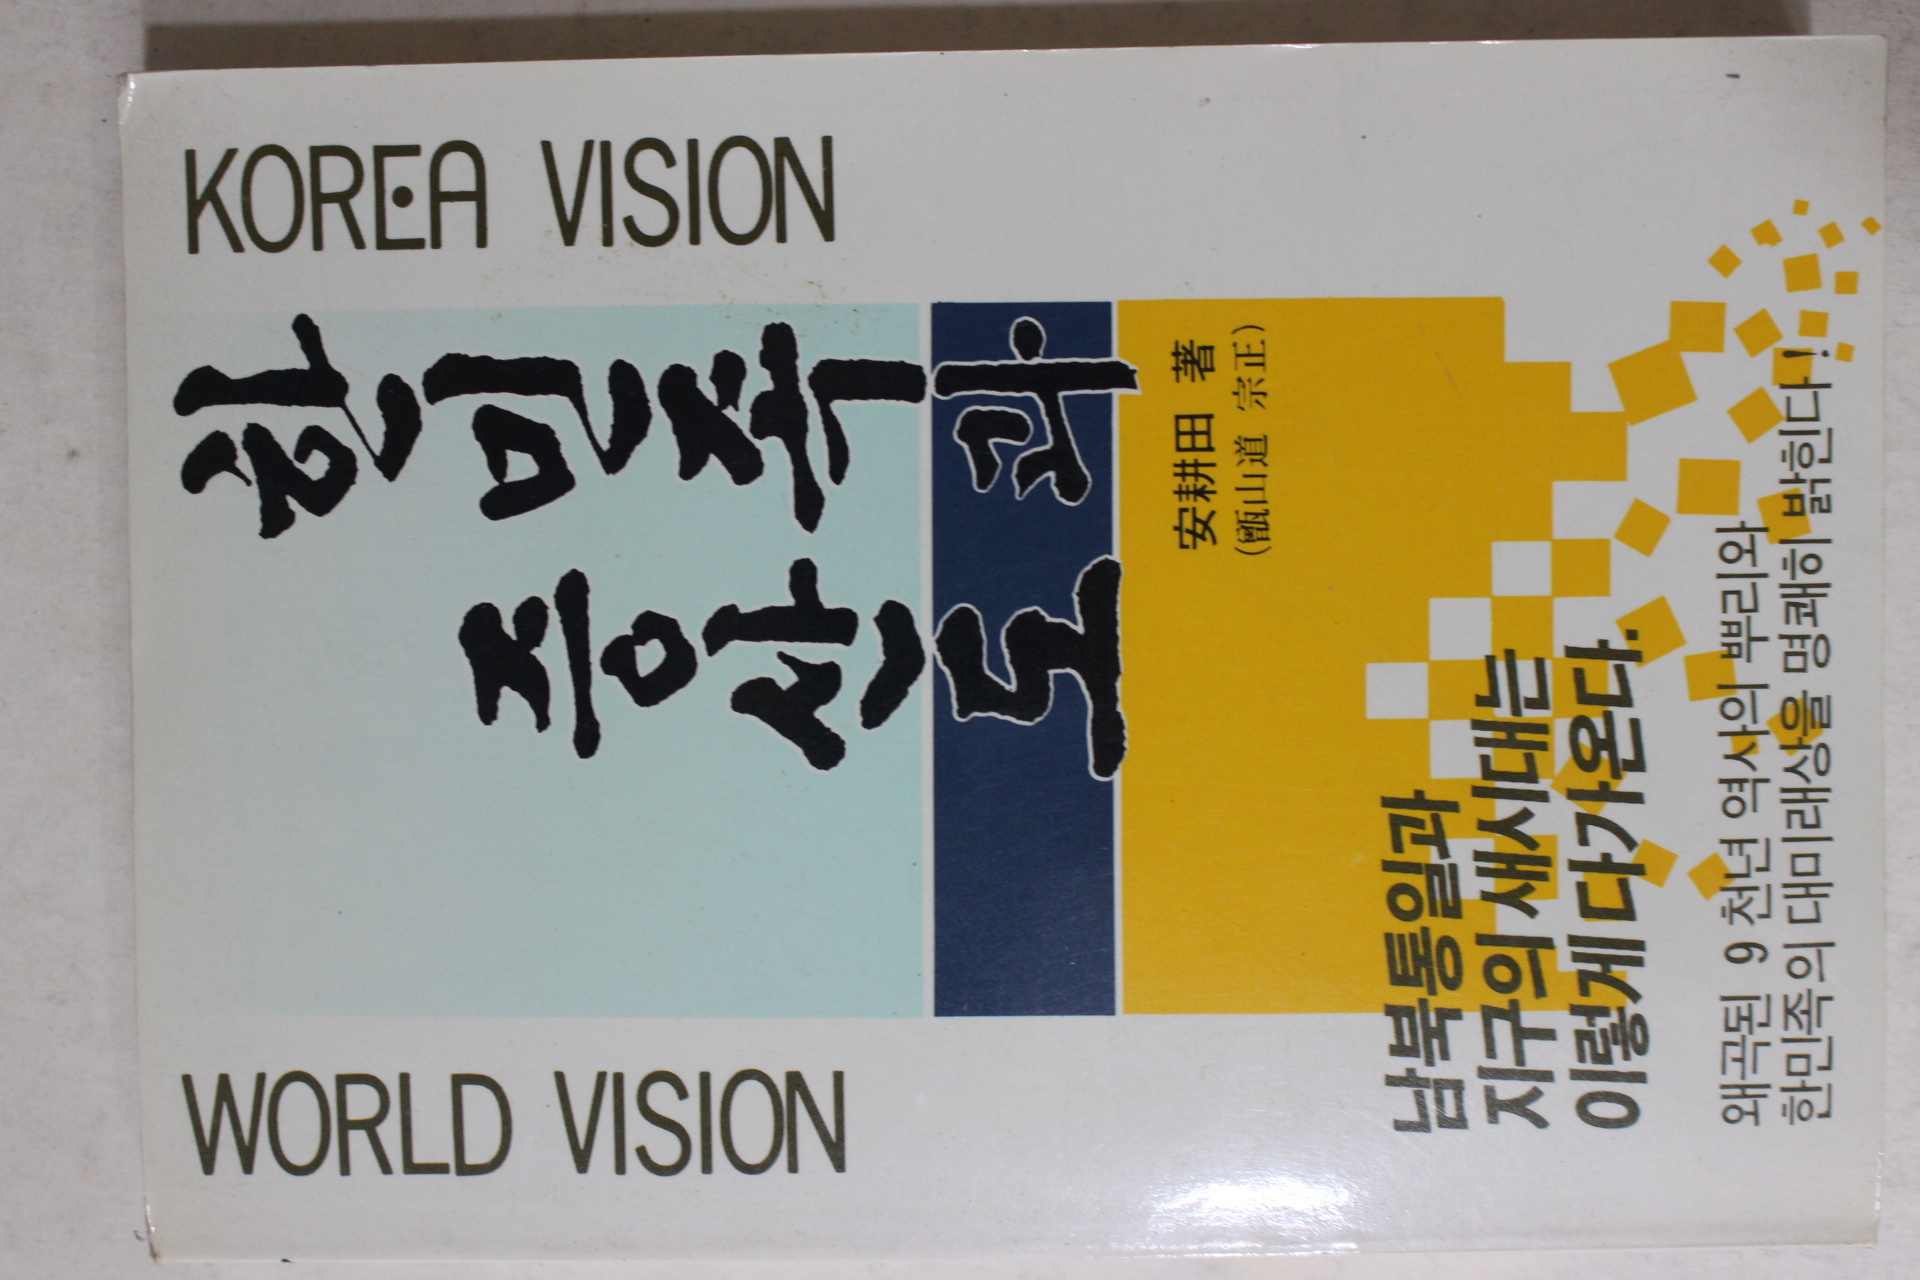 KOREA VISION
한민족과
증산도
WORLD VISION
安耕田 著
(甑山道 宗正)
남북통일과
지구의 새시대는
이렇게 다가온다.
왜곡된 9천년 역사의 뿌리와
한민족의 대미래상을 명쾌히 밝힌다!